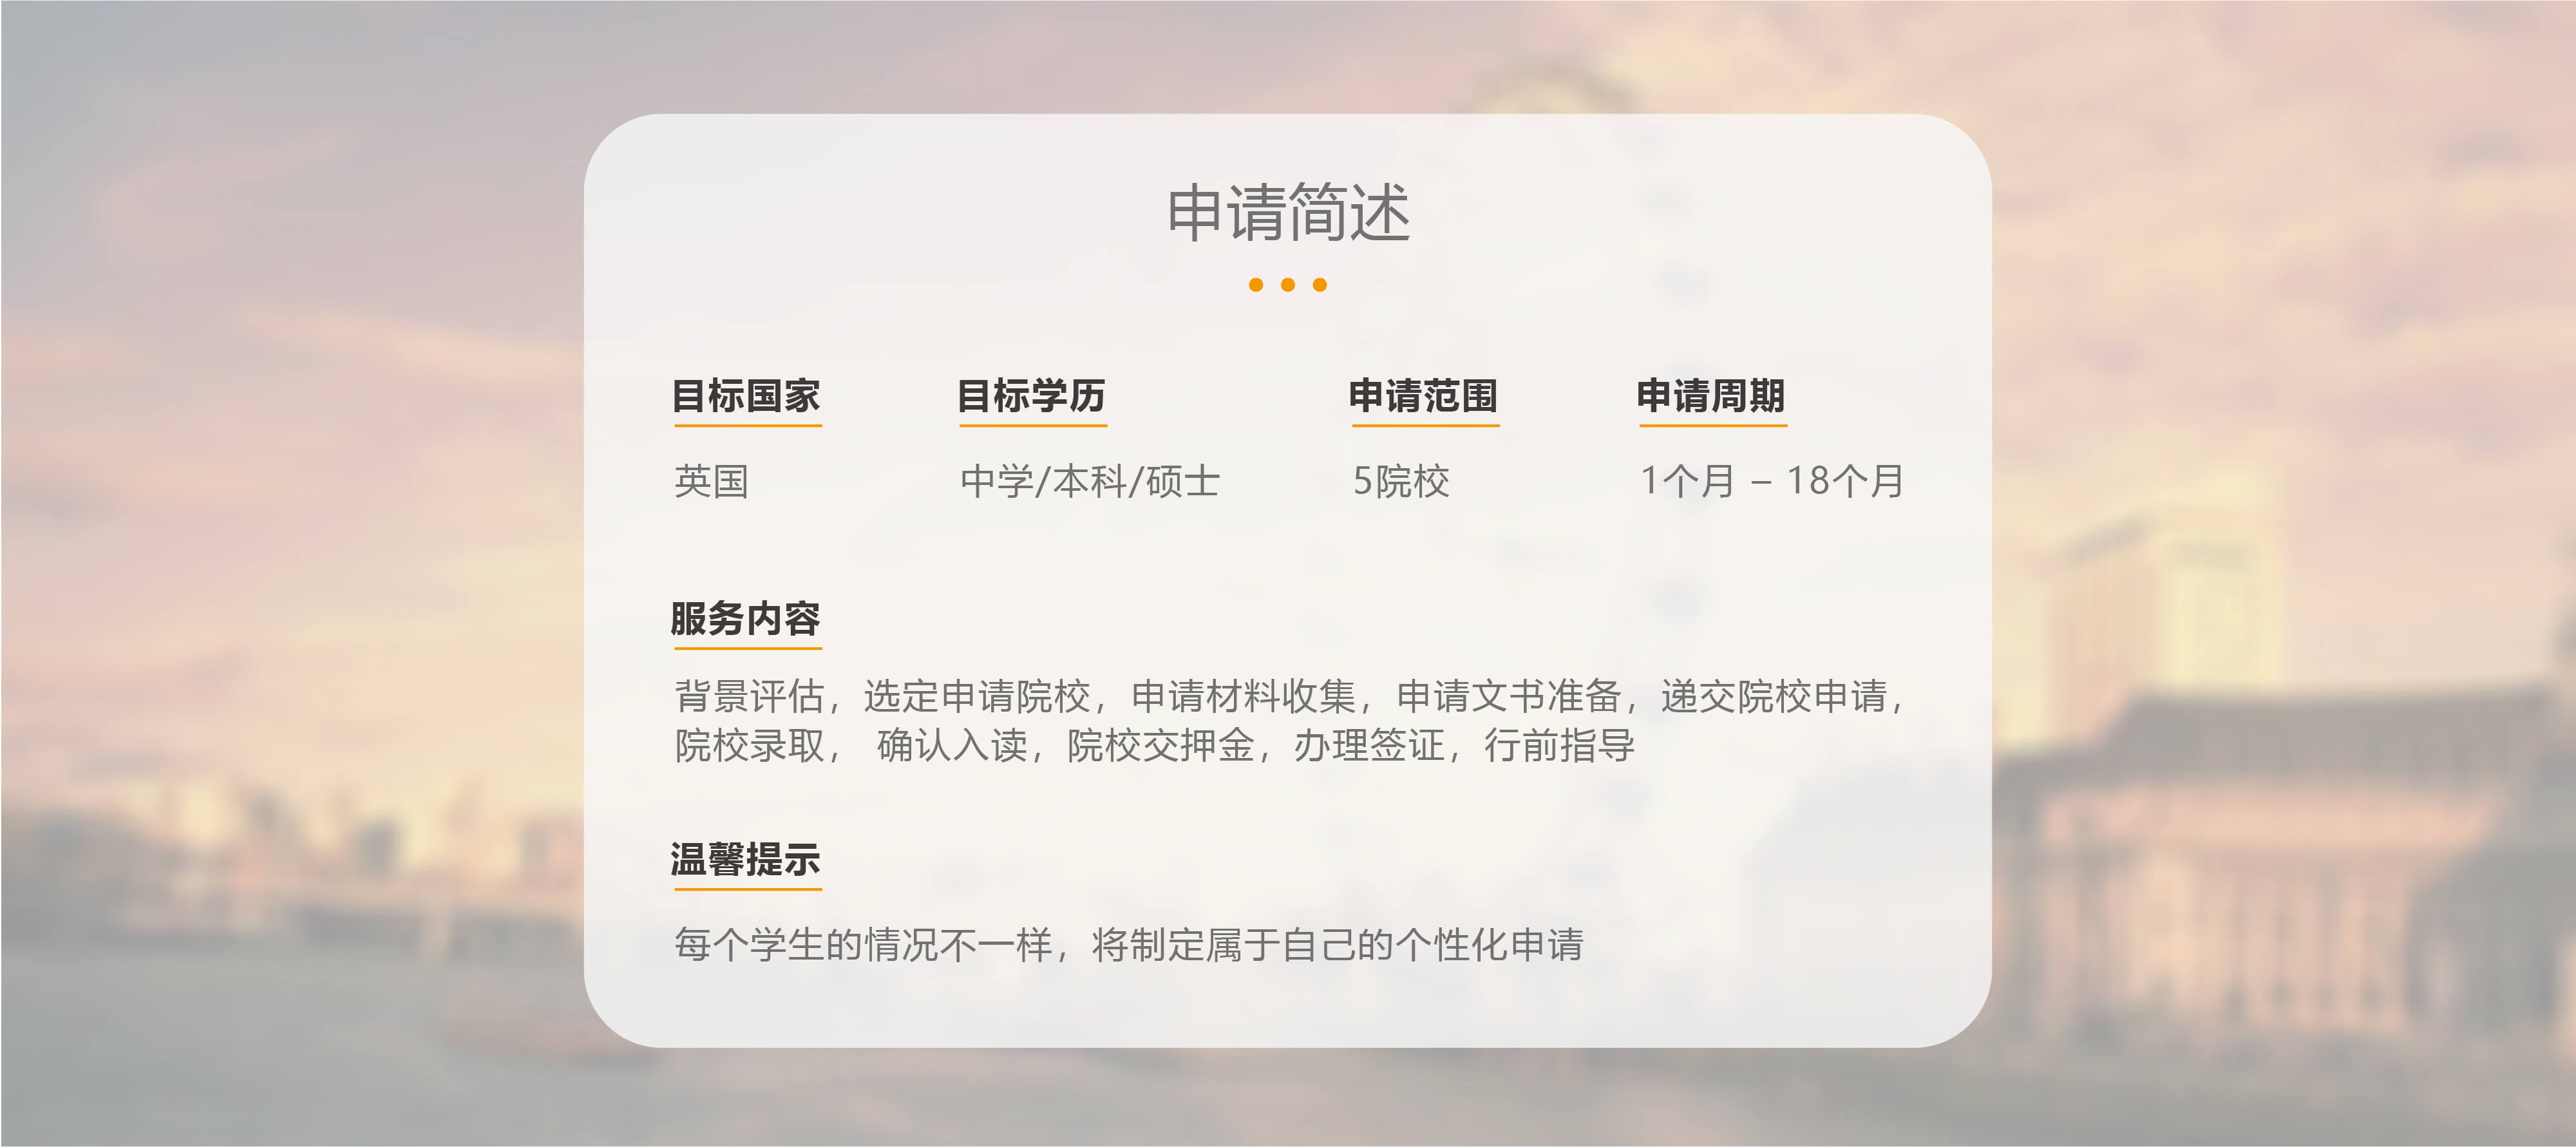 申请简述
目标国家
目标学历
申请范围
申请周期
英国
中学/本科/硕士
5院校
1个月 – 18个月
服务内容
背景评估，选定申请院校，申请材料收集，申请文书准备，递交院校申请，
院校录取， 确认入读，院校交押金，办理签证，行前指导
温馨提示
每个学生的情况不一样，将制定属于自己的个性化申请